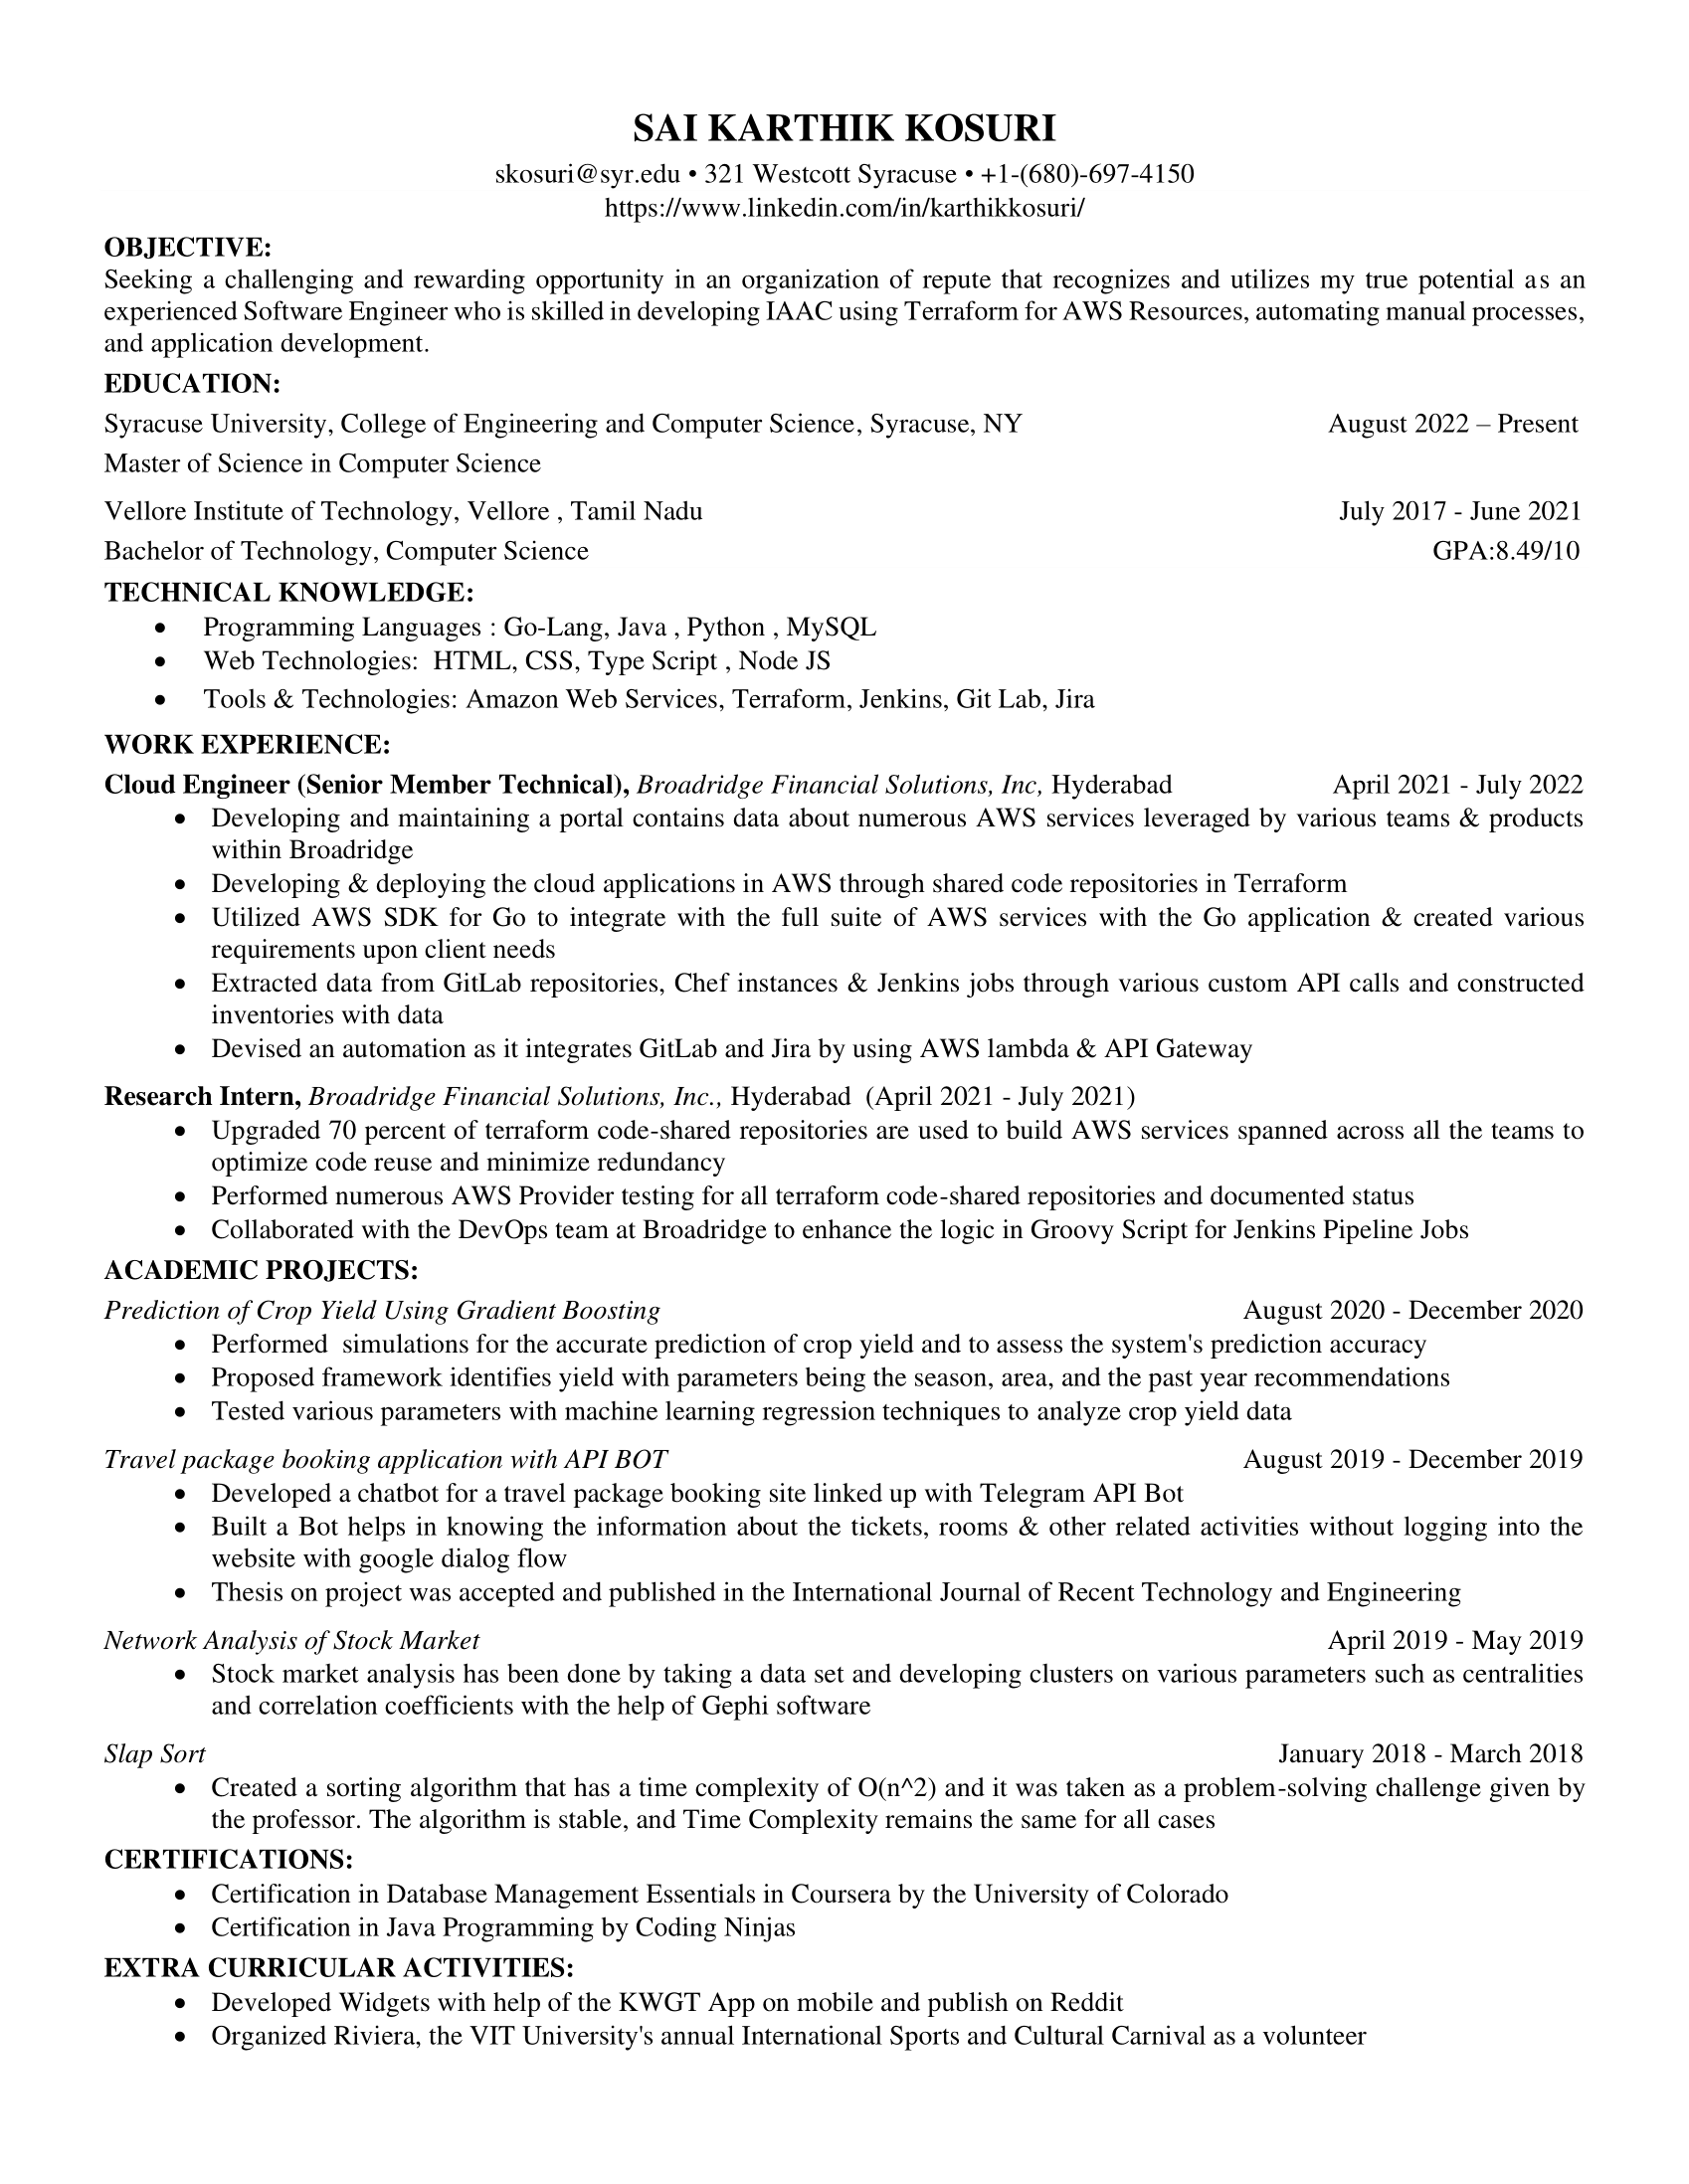 SAI KARTHIK KOSURI
skosuri@syr.edu • 321 Westcott Syracuse • +1-(680)-697-4150
https://www.linkedin.com/in/karthikkosuri/
OBJECTIVE:
Seeking a challenging and rewarding opportunity in an organization of repute that recognizes and utilizes my true potential as an
experienced Software Engineer who is skilled in developing IAAC using Terraform for AWS Resources, automating manual processes,
and application development.
EDUCATION:
Syracuse University, College of Engineering and Computer Science, Syracuse, NY August 2022 – Present
Master of Science in Computer Science
Vellore Institute of Technology, Vellore , Tamil Nadu July 2017 - June 2021
Bachelor of Technology, Computer Science GPA:8.49/10
TECHNICAL KNOWLEDGE:
• Programming Languages : Go-Lang, Java , Python , MySQL
• Web Technologies: HTML, CSS, Type Script , Node JS
• Tools & Technologies: Amazon Web Services, Terraform, Jenkins, Git Lab, Jira
WORK EXPERIENCE:
Cloud Engineer (Senior Member Technical), Broadridge Financial Solutions, Inc, Hyderabad April 2021 - July 2022
• Developing and maintaining a portal contains data about numerous AWS services leveraged by various teams & products
within Broadridge
• Developing & deploying the cloud applications in AWS through shared code repositories in Terraform
• Utilized AWS SDK for Go to integrate with the full suite of AWS services with the Go application & created various
requirements upon client needs
• Extracted data from GitLab repositories, Chef instances & Jenkins jobs through various custom API calls and constructed
inventories with data
• Devised an automation as it integrates GitLab and Jira by using AWS lambda & API Gateway
Research Intern, Broadridge Financial Solutions, Inc., Hyderabad (April 2021 - July 2021)
• Upgraded 70 percent of terraform code-shared repositories are used to build AWS services spanned across all the teams to
optimize code reuse and minimize redundancy
• Performed numerous AWS Provider testing for all terraform code-shared repositories and documented status
• Collaborated with the DevOps team at Broadridge to enhance the logic in Groovy Script for Jenkins Pipeline Jobs
ACADEMIC PROJECTS:
Prediction of Crop Yield Using Gradient Boosting August 2020 - December 2020
• Performed simulations for the accurate prediction of crop yield and to assess the system's prediction accuracy
• Proposed framework identifies yield with parameters being the season, area, and the past year recommendations
• Tested various parameters with machine learning regression techniques to analyze crop yield data
Travel package booking application with API BOT August 2019 - December 2019
• Developed a chatbot for a travel package booking site linked up with Telegram API Bot
• Built a Bot helps in knowing the information about the tickets, rooms & other related activities without logging into the
website with google dialog flow
• Thesis on project was accepted and published in the International Journal of Recent Technology and Engineering
Network Analysis of Stock Market April 2019 - May 2019
• Stock market analysis has been done by taking a data set and developing clusters on various parameters such as centralities
and correlation coefficients with the help of Gephi software
Slap Sort January 2018 - March 2018
• Created a sorting algorithm that has a time complexity of O(n^2) and it was taken as a problem-solving challenge given by
the professor. The algorithm is stable, and Time Complexity remains the same for all cases
CERTIFICATIONS:
• Certification in Database Management Essentials in Coursera by the University of Colorado
• Certification in Java Programming by Coding Ninjas
EXTRA CURRICULAR ACTIVITIES:
• Developed Widgets with help of the KWGT App on mobile and publish on Reddit
• Organized Riviera, the VIT University's annual International Sports and Cultural Carnival as a volunteer